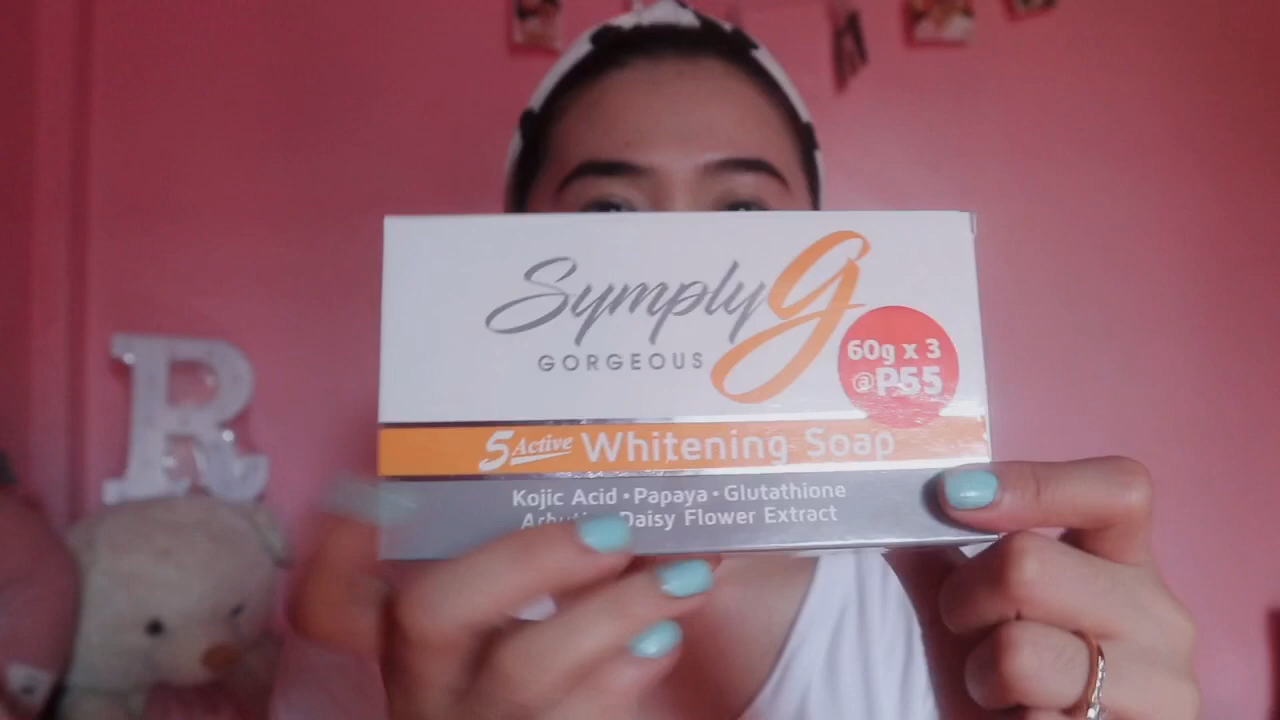 R
SymplyG
GORGEOUS
60g x 3
@P55
5 Active Whitening Soap
Kojic Acid • Papaya • Glutathione
Daisy Flower Extract